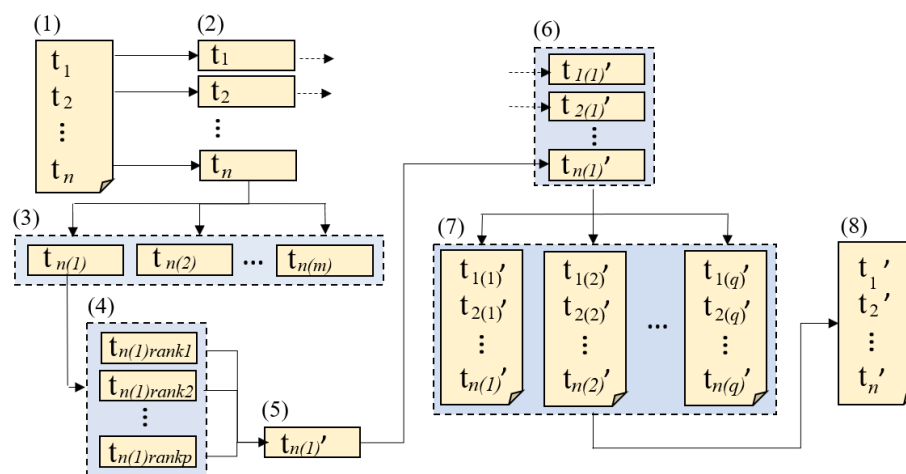 (1)
t1
t2
⋮
tn
(2)
t1
t2
⋮
tn
(3)
tn(1)
tn(2)
...
tn(m)
(4)
tn(1)rank1
tn(1)rank2
⋮
tn(1)rankp
(5)
tn(1)′
(6)
t1(1)′
t2(1)′
⋮
tn(1)′
(7)
t1(1)′
t2(1)′
⋮
tn(1)′
t1(2)′
t2(2)′
⋮
tn(2)′
...
t1(q)′
t2(q)′
⋮
tn(q)′
(8)
t1′
t2′
⋮
tn′